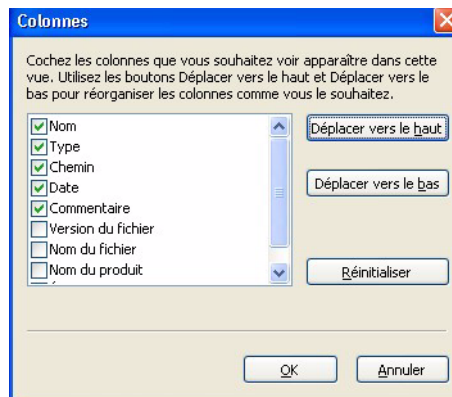 Colonnes
Cochez les colonnes que vous souhaitez voir apparaître dans cette
vue. Utilisez les boutons Déplacer vers le haut et Déplacer vers le
bas pour réorganiser les colonnes comme vous le souhaitez.
Nom
Type
Chemin
Date
Commentaire
Version du fichier
Nom du fichier
Nom du produit
Déplacer vers le haut
Déplacer vers le bas
Réinitialiser
OK
Annuler